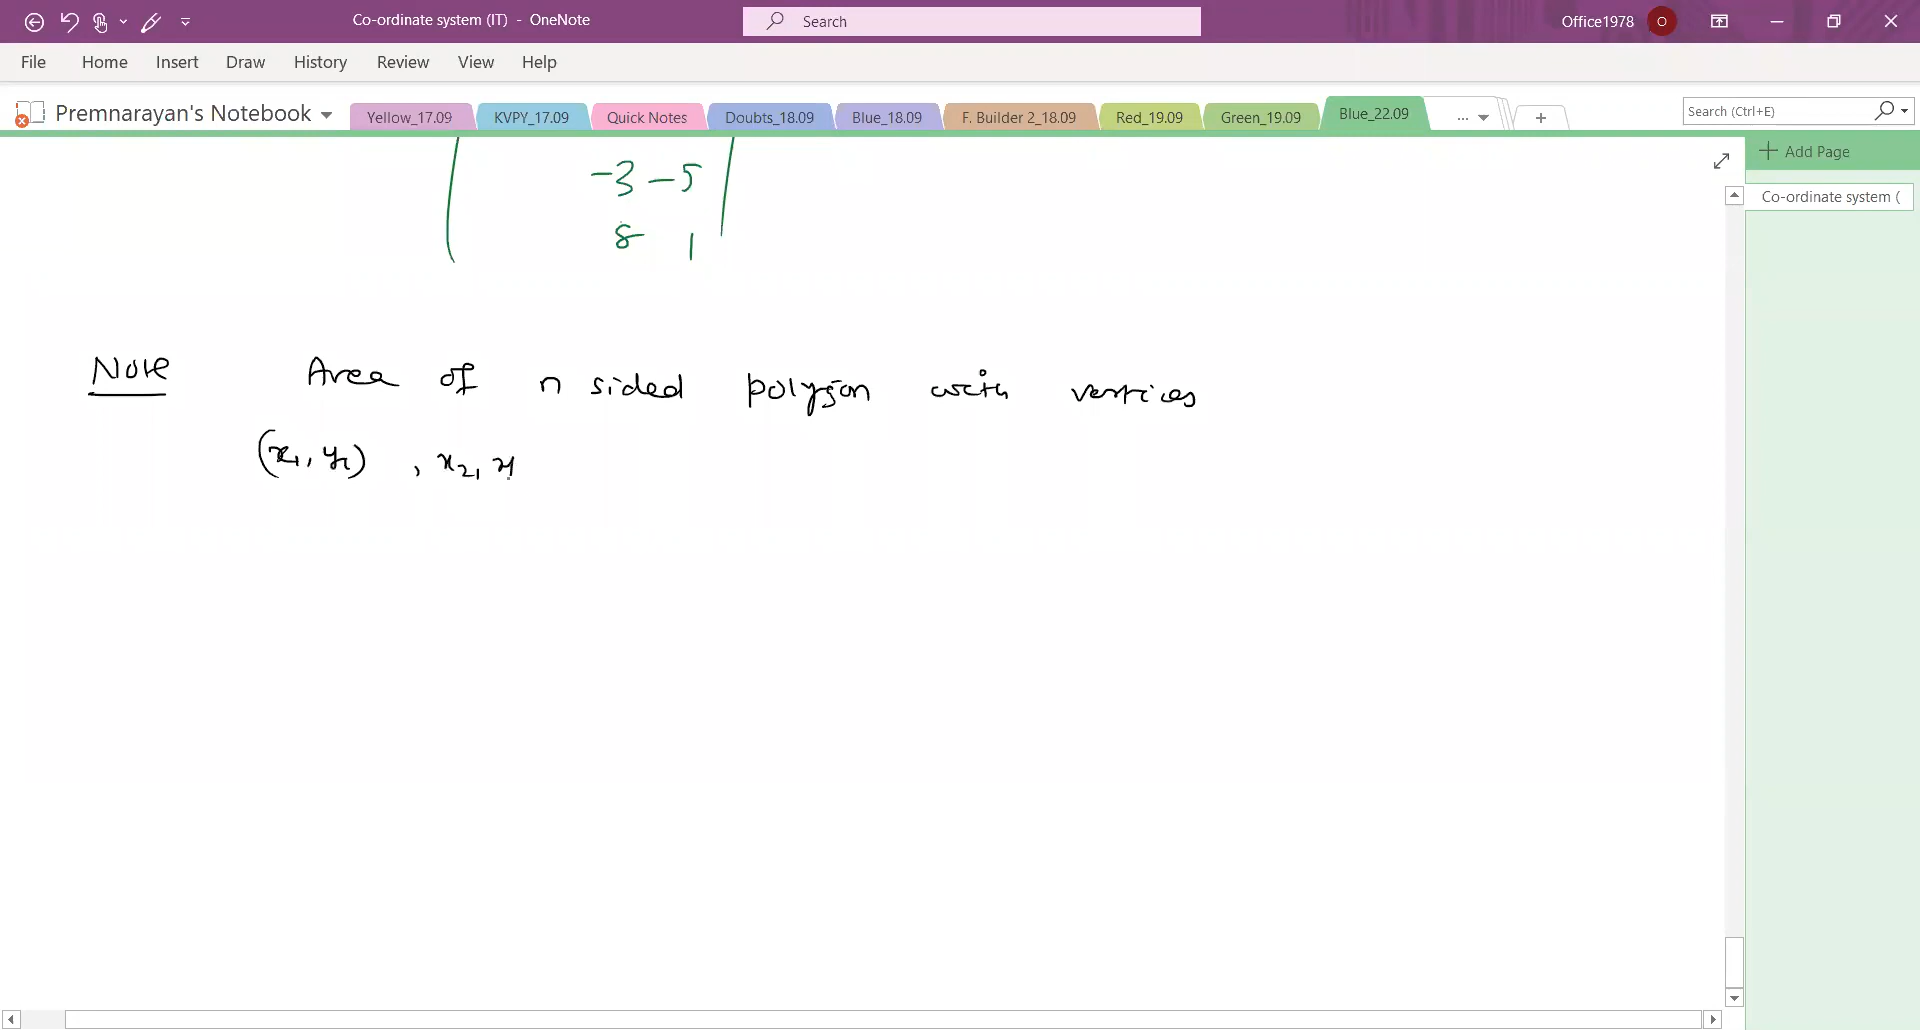 Co-ordinate system (IT) - OneNote
Search
Office1978
O
File Home Insert Draw History Review View Help
Premnarayan's Notebook
Yellow_17.09
KVPY_17.09
Quick Notes
Doubts_18.09
Blue_18.09
F. Builder 2_18.09
Red_19.09
Green_19.09
Blue_22.09
...
+
Search (Ctrl+E)
Add Page
Co-ordinate system (
-3 -5
8 1
Note Area of n sided polygon with vertices
(x₁, y₁) , x₂, y